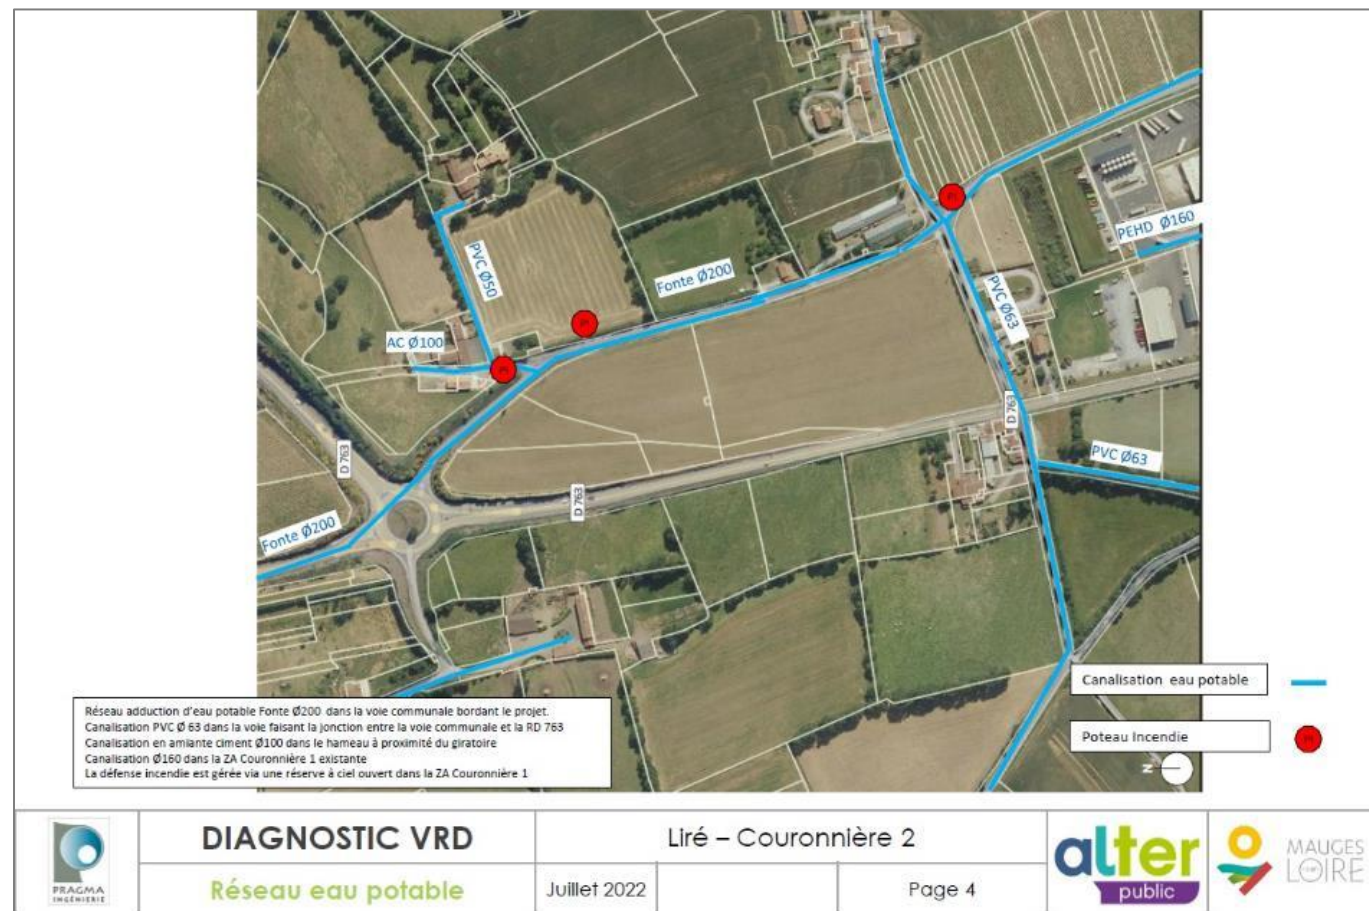 PEHD Ø160
PVC Ø50
Fonte Ø200
PVC Ø63
AC Ø100
D 763
D 763
D 763
PVC Ø63
Fonte Ø200
Canalisation eau potable
Poteau Incendie
N
Réseau adduction d'eau potable Fonte Ø200 dans la voie communale bordant le projet.
Canalisation PVC Ø 63 dans la voie faisant la jonction entre la voie communale et la RD 763
Canalisation en amiante ciment Ø100 dans le hameau à proximité du giratoire
Canalisation Ø160 dans la ZA Couronnière 1 existante
La défense incendie est gérée via une réserve à ciel ouvert dans la ZA Couronnière 1
PRAGMA
INGÉNIERIE
DIAGNOSTIC VRD
Liré – Couronnière 2
Réseau eau potable
Juillet 2022
Page 4
alter
public
MAUGES
LOIRE